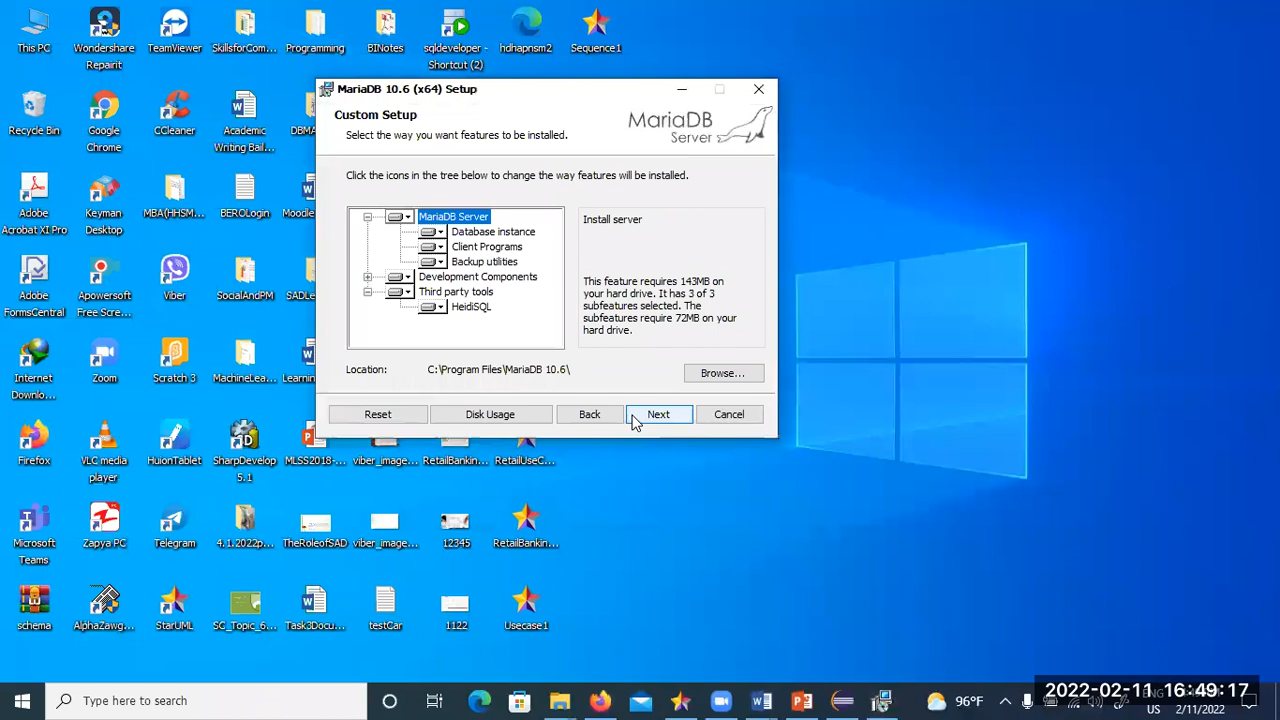 This PC
Wondershare
Repairit
TeamViewer
SkillsforCom...
Programming
BINotes
sqldeveloper -
Shortcut (2)
hdhapnsm2
Sequence1
Recycle Bin
Google
Chrome
CCleaner
Academic
Writing Bail...
DBMA
Adobe
Acrobat XI Pro
Keyman
Desktop
MBA(HHSM...
BEROLogin
Moodle
Adobe
FormsCentral
Apowersoft
Free Scre...
Viber
SocialAndPM
SADLe
Internet
Downlo...
Zoom
Scratch 3
MachineLea...
Learning
Firefox
VLC media
player
HuionTablet
SharpDevelop
5.1
MLSS2018-...
viber_image...
RetailBankin...
RetailUseC...
Microsoft
Teams
Zapya PC
Telegram
4.1.2022p...
TheRoleofSAD
viber_image...
12345
RetailBankin...
schema
AlphaZawg...
StarUML
SC_Topic_6...
Task3Docu...
testCar
1122
Usecase1
MariaDB 10.6 (x64) Setup
Custom Setup
Select the way you want features to be installed.
MariaDB
Server
Click the icons in the tree below to change the way features will be installed.
MariaDB Server
Database instance
Client Programs
Backup utilities
Development Components
Third party tools
HeidiSQL
Install server
This feature requires 143MB on
your hard drive. It has 3 of 3
subfeatures selected. The
subfeatures require 72MB on your
hard drive.
Location: C:\Program Files\MariaDB 10.6\
Browse...
Reset
Disk Usage
Back
Next
Cancel
Type here to search
96°F
ENG
US
2/11/2022
2022-02-11 16:49:17